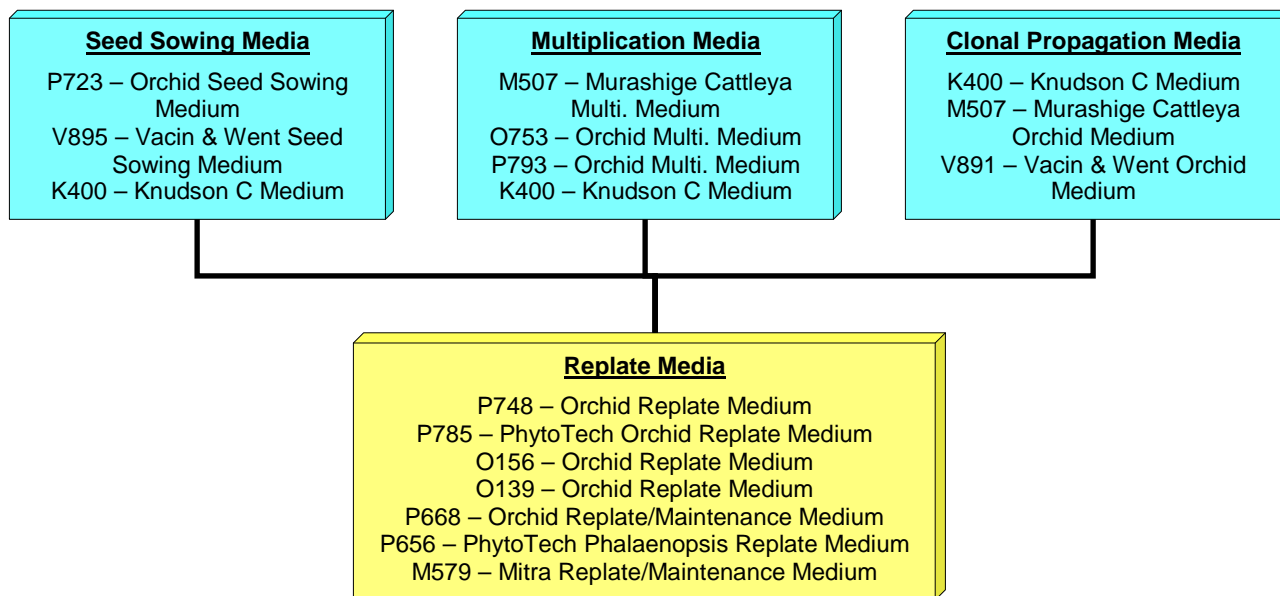 Seed Sowing Media
P723 – Orchid Seed Sowing
Medium
V895 – Vacin & Went Seed
Sowing Medium
K400 – Knudson C Medium
Multiplication Media
M507 – Murashige Cattleya
Multi. Medium
O753 – Orchid Multi. Medium
P793 – Orchid Multi. Medium
K400 – Knudson C Medium
Clonal Propagation Media
K400 – Knudson C Medium
M507 – Murashige Cattleya
Orchid Medium
V891 – Vacin & Went Orchid
Medium
Replate Media
P748 – Orchid Replate Medium
P785 – PhytoTech Orchid Replate Medium
O156 – Orchid Replate Medium
O139 – Orchid Replate Medium
P668 – Orchid Replate/Maintenance Medium
P656 – PhytoTech Phalaenopsis Replate Medium
M579 – Mitra Replate/Maintenance Medium